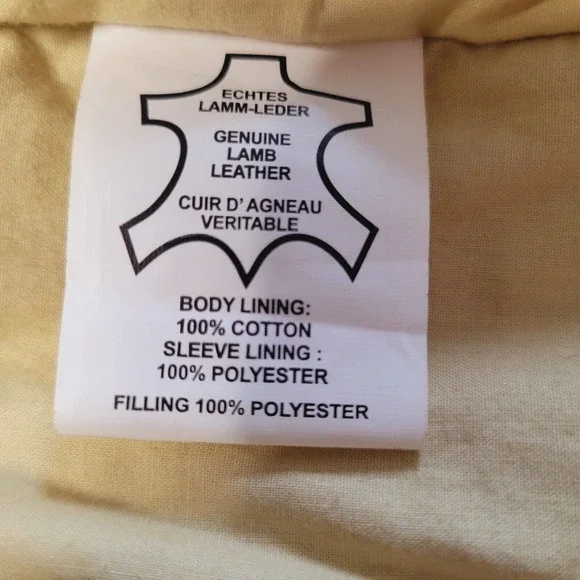 ECHTES
LAMM-LEDER
GENUINE
LAMB
LEATHER
CUIR D' AGNEAU
VERITABLE
BODY LINING:
100% COTTON
SLEEVE LINING :
100% POLYESTER
FILLING 100% POLYESTER